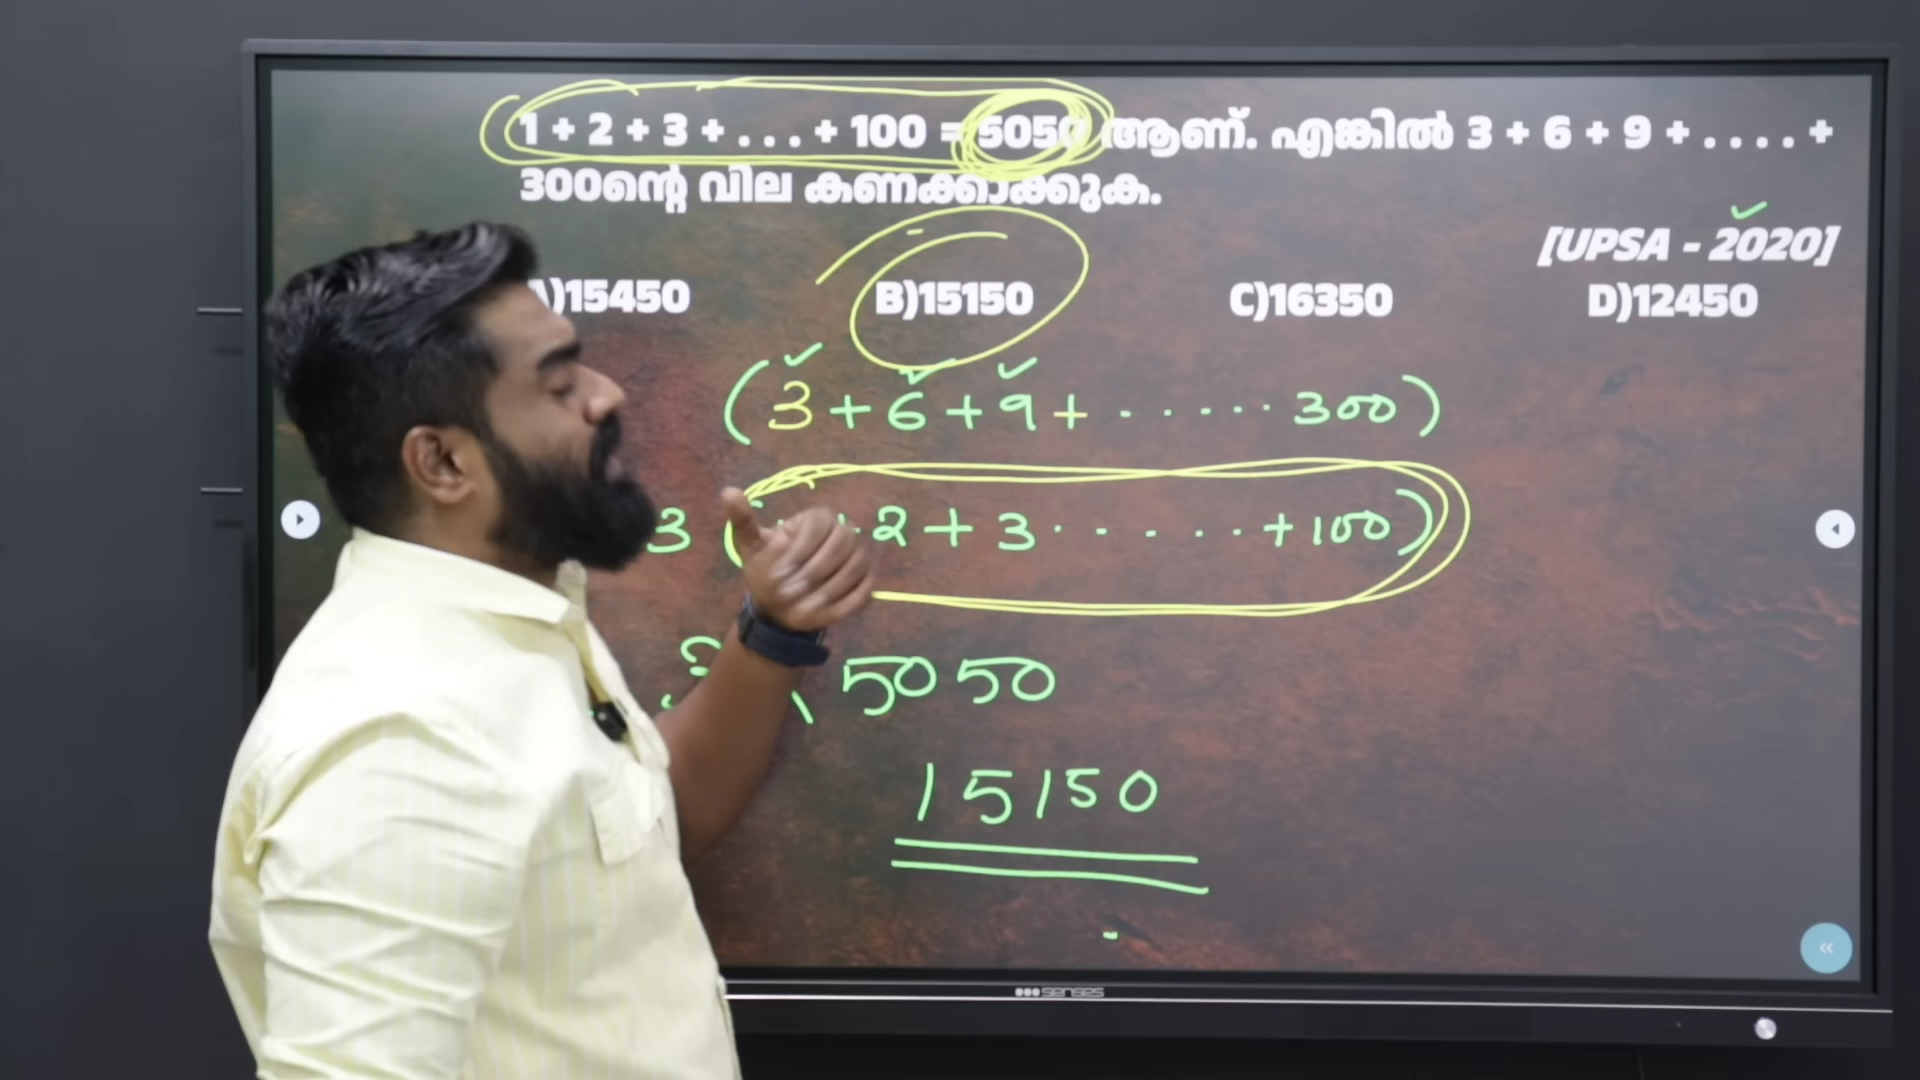 1 + 2 + 3 + . . . + 100 = 5050 ആണ്. എങ്കിൽ 3 + 6 + 9 + . . . . +
300ന്റെ വില കണക്കാക്കുക.
[UPSA - 2020]
A)15450 B)15150 C)16350 D)12450
(3 + 6 + 9 + . . . . . . 300)
3 ( + 2 + 3 . . . . . . + 100)
3 5050
15150
senses